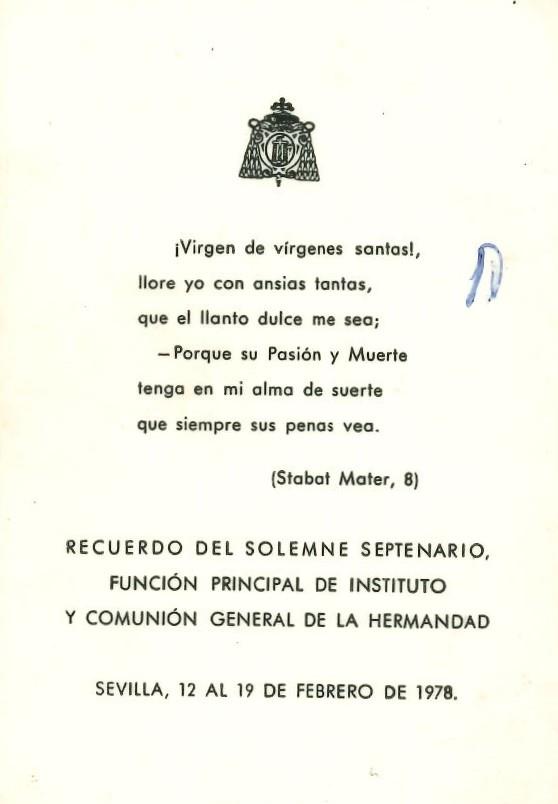 ¡Virgen de vírgenes santas!,
llore yo con ansias tantas,
que el llanto dulce me sea;
—Porque su Pasión y Muerte
tenga en mi alma de suerte
que siempre sus penas vea.
(Stabat Mater, 8)
RECUERDO DEL SOLEMNE SEPTENARIO,
FUNCIÓN PRINCIPAL DE INSTITUTO
Y COMUNIÓN GENERAL DE LA HERMANDAD
SEVILLA, 12 AL 19 DE FEBRERO DE 1978.